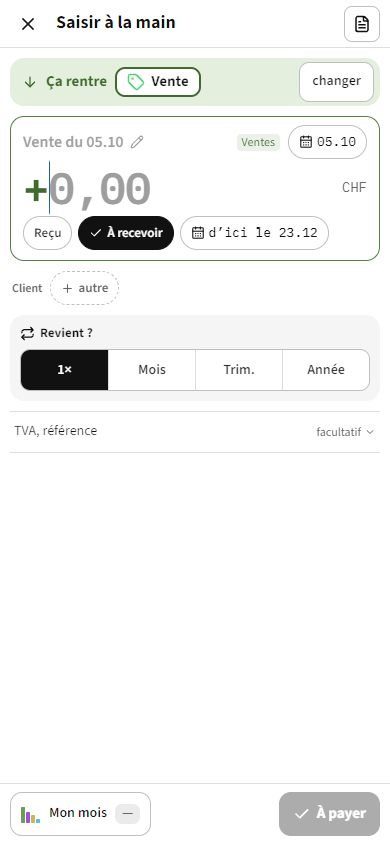 Saisir à la main
Ça rentre Vente changer
Vente du 05.10 Ventes 05.10
+0,00 CHF
Reçu À recevoir d’ici le 23.12
Client + autre
Revient ?
1× Mois Trim. Année
TVA, référence facultatif
Mon mois — À payer